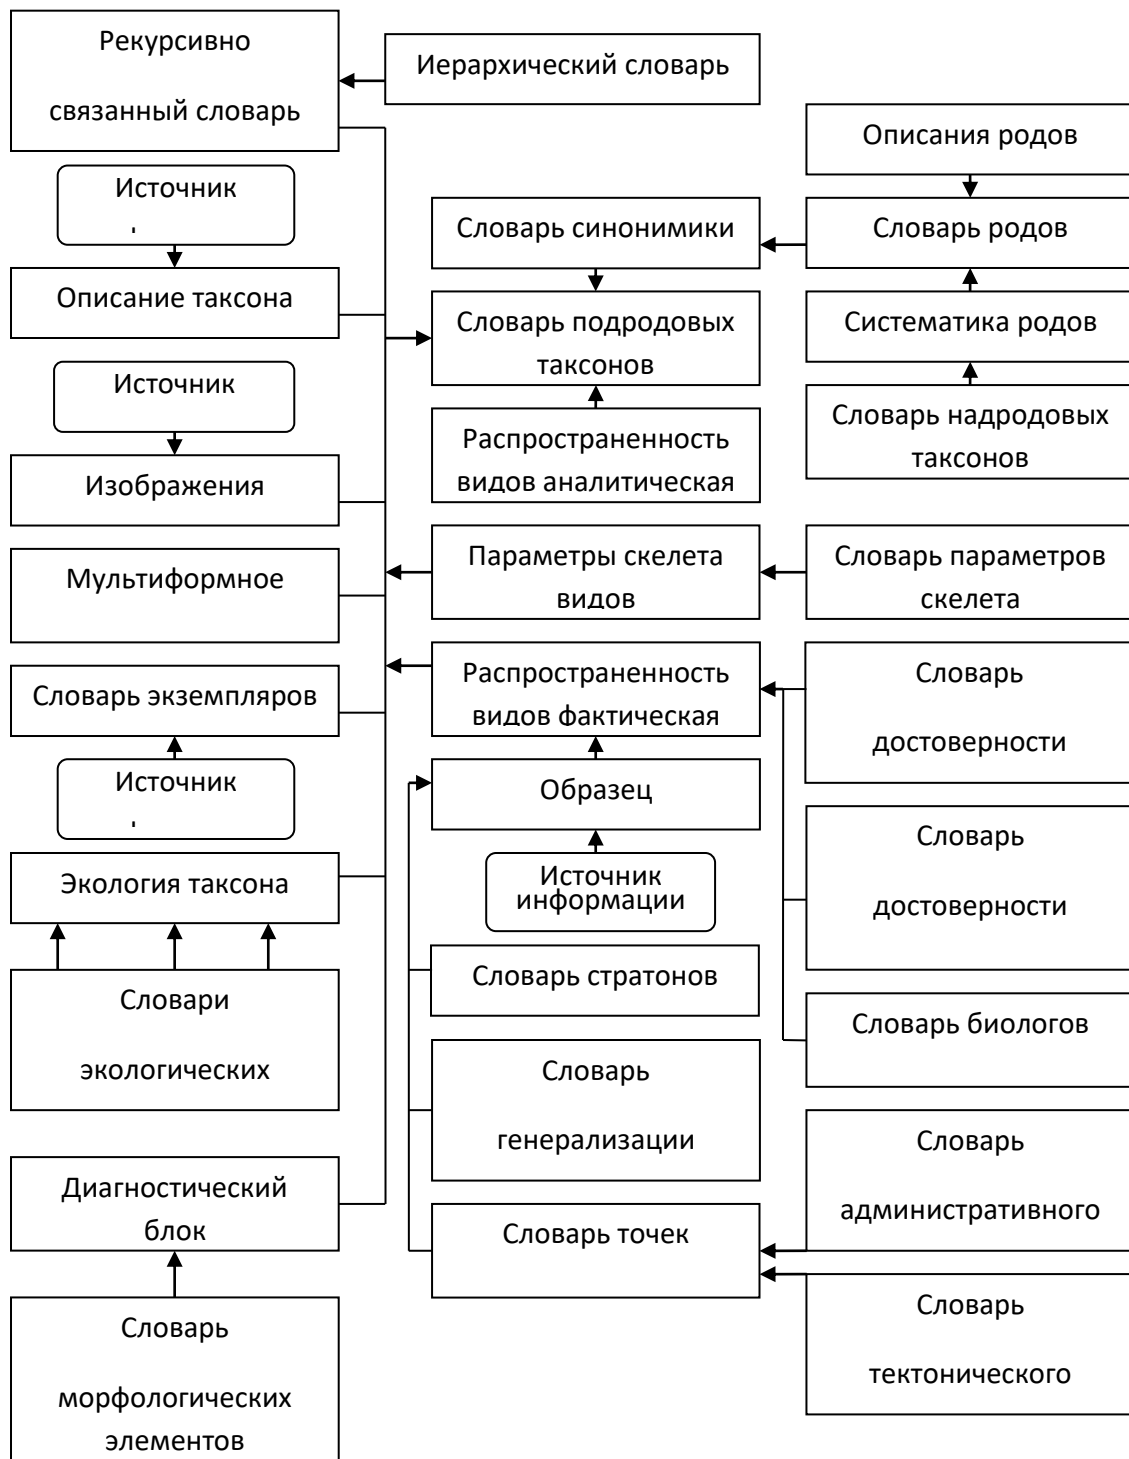 Рекурсивно
связанный словарь
Иерархический словарь
Описания родов
Источник
Словарь синонимики
Словарь родов
Описание таксона
Словарь подродовых
таксонов
Систематика родов
Источник
Словарь надродовых
таксонов
Распространенность
видов аналитическая
Изображения
Параметры скелета
видов
Словарь параметров
скелета
Мультиформное
Словарь экземпляров
Распространенность
видов фактическая
Словарь
достоверности
Источник
Образец
Словарь
достоверности
Экология таксона
Источник
информации
Словарь стратонов
Словари
экологических
Словарь биологов
Словарь
генерализации
Словарь
административного
Диагностический
блок
Словарь точек
Словарь
тектонического
Словарь
морфологических
элементов